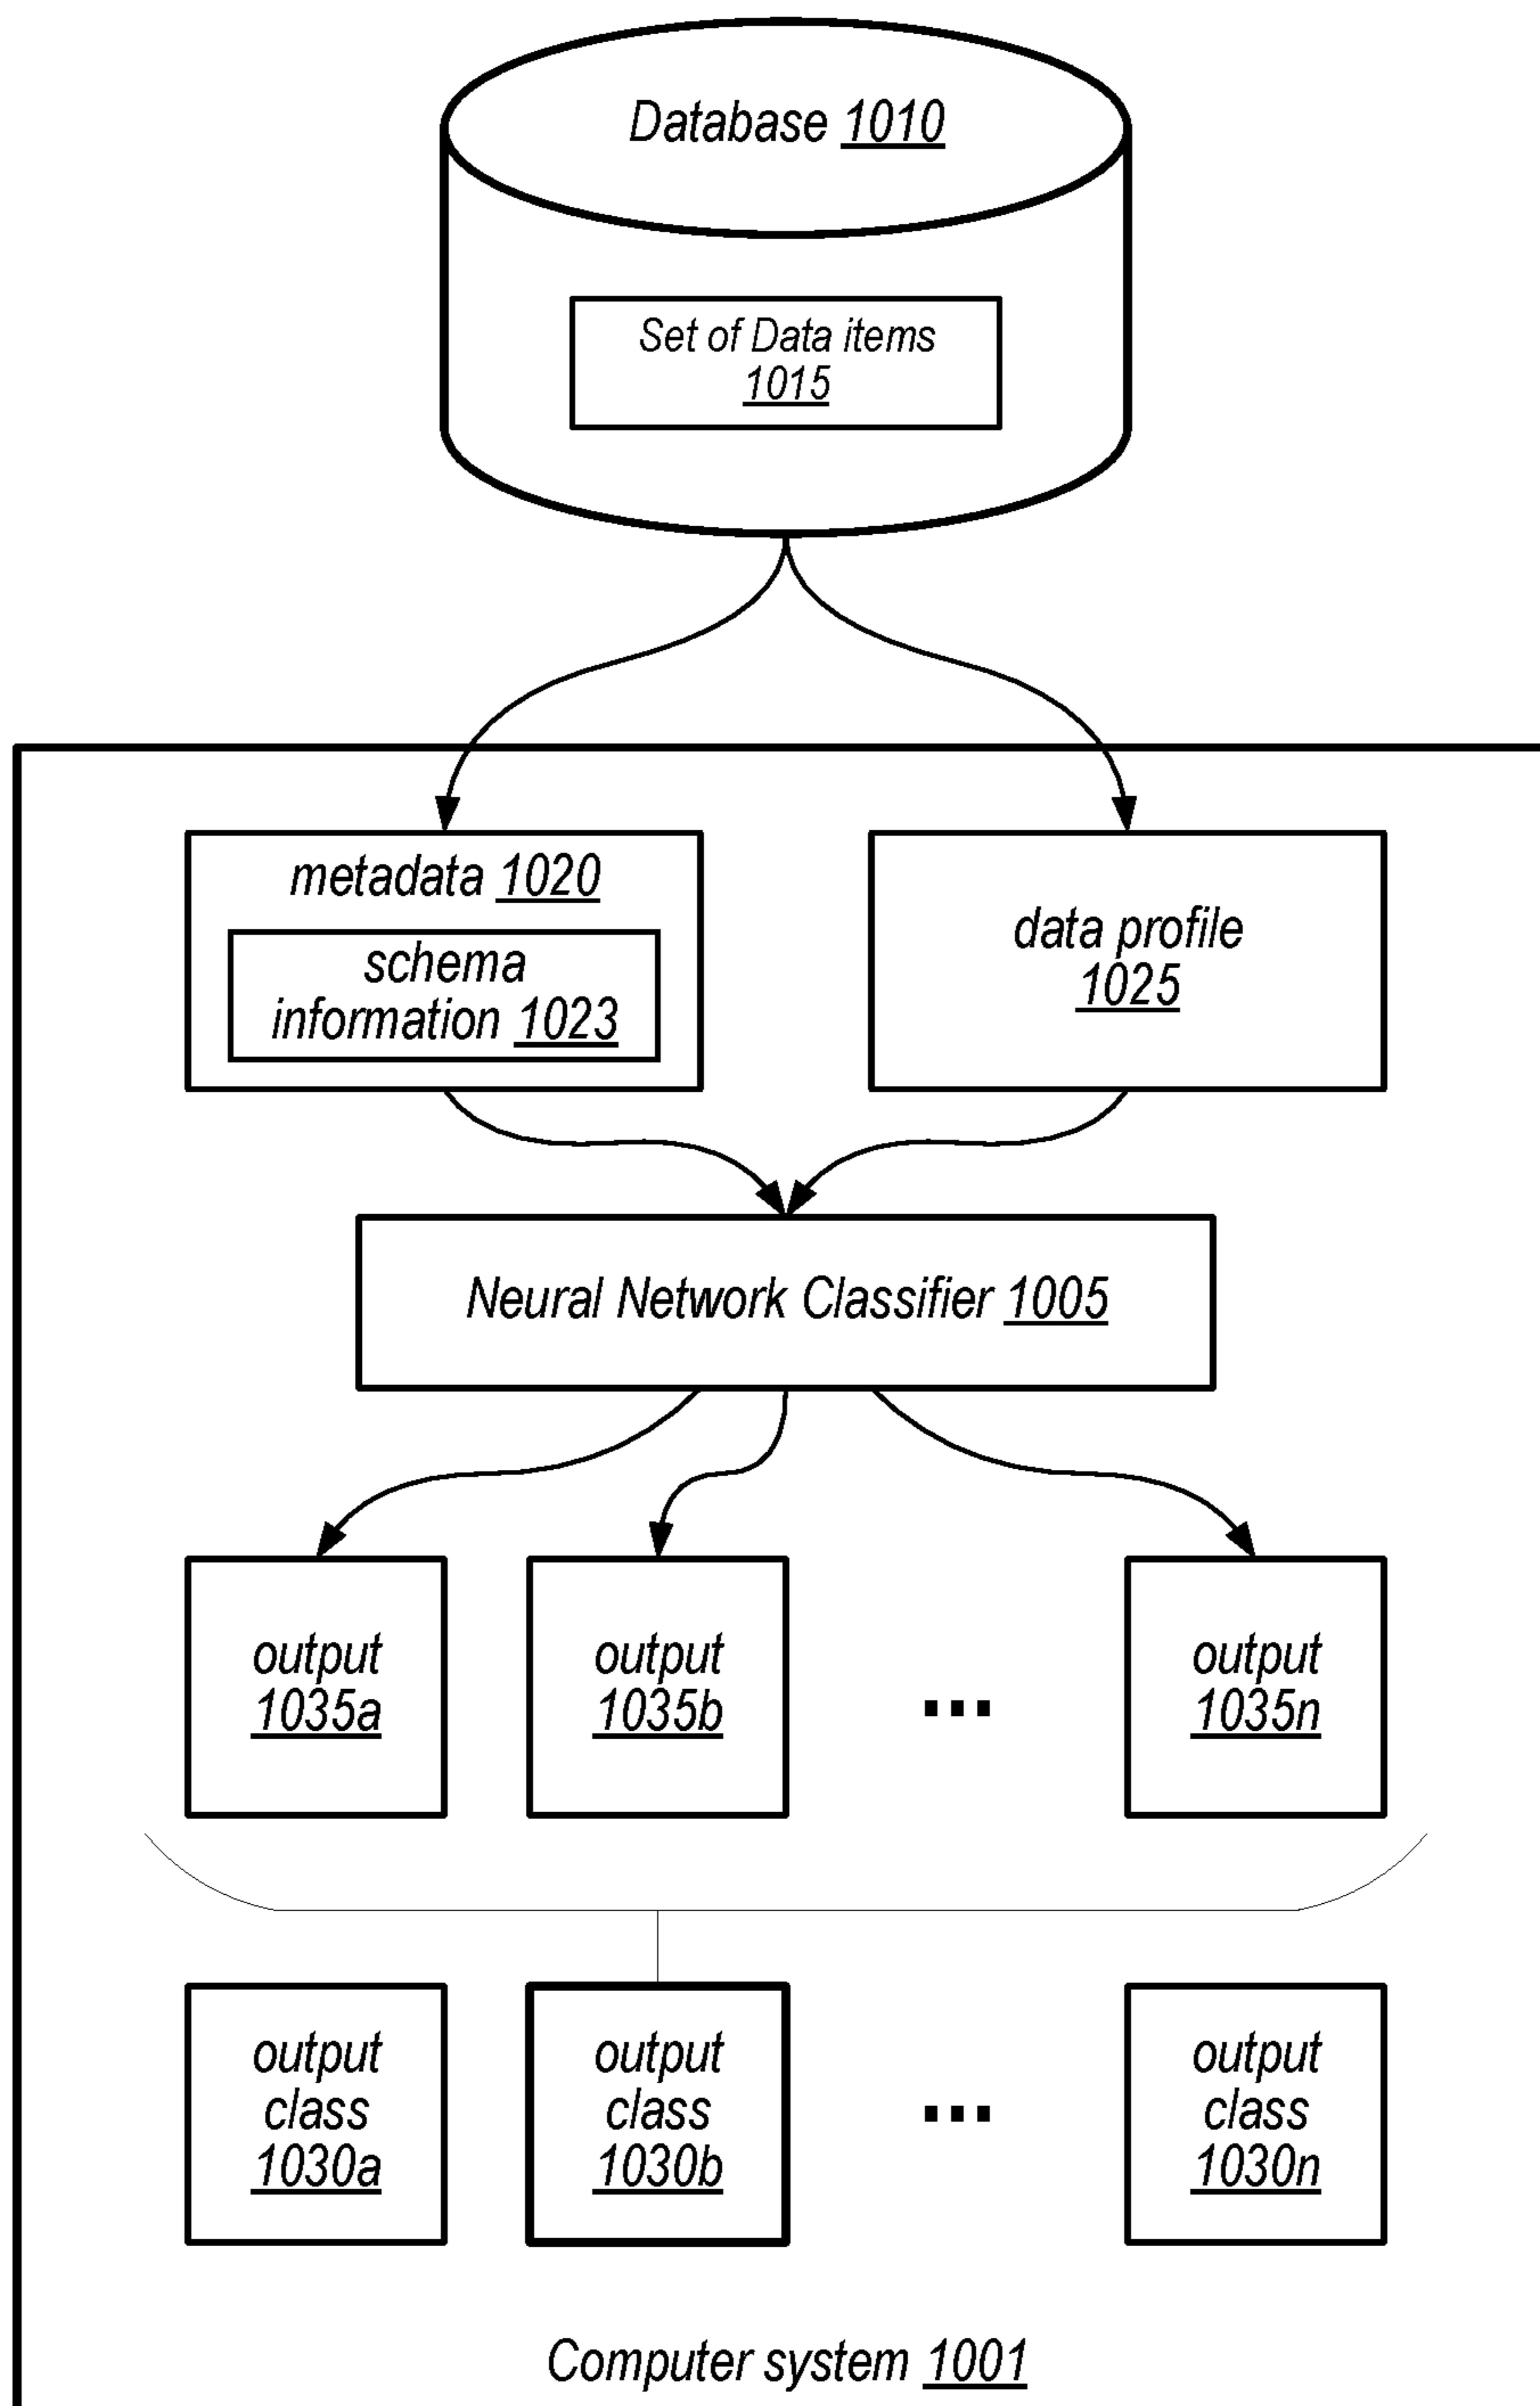 Database 1010
Set of Data items
1015
metadata 1020
schema
information 1023
data profile
1025
Neural Network Classifier 1005
output
1035a
output
1035b
...
output
1035n
output
class
1030a
output
class
1030b
...
output
class
1030n
Computer system 1001